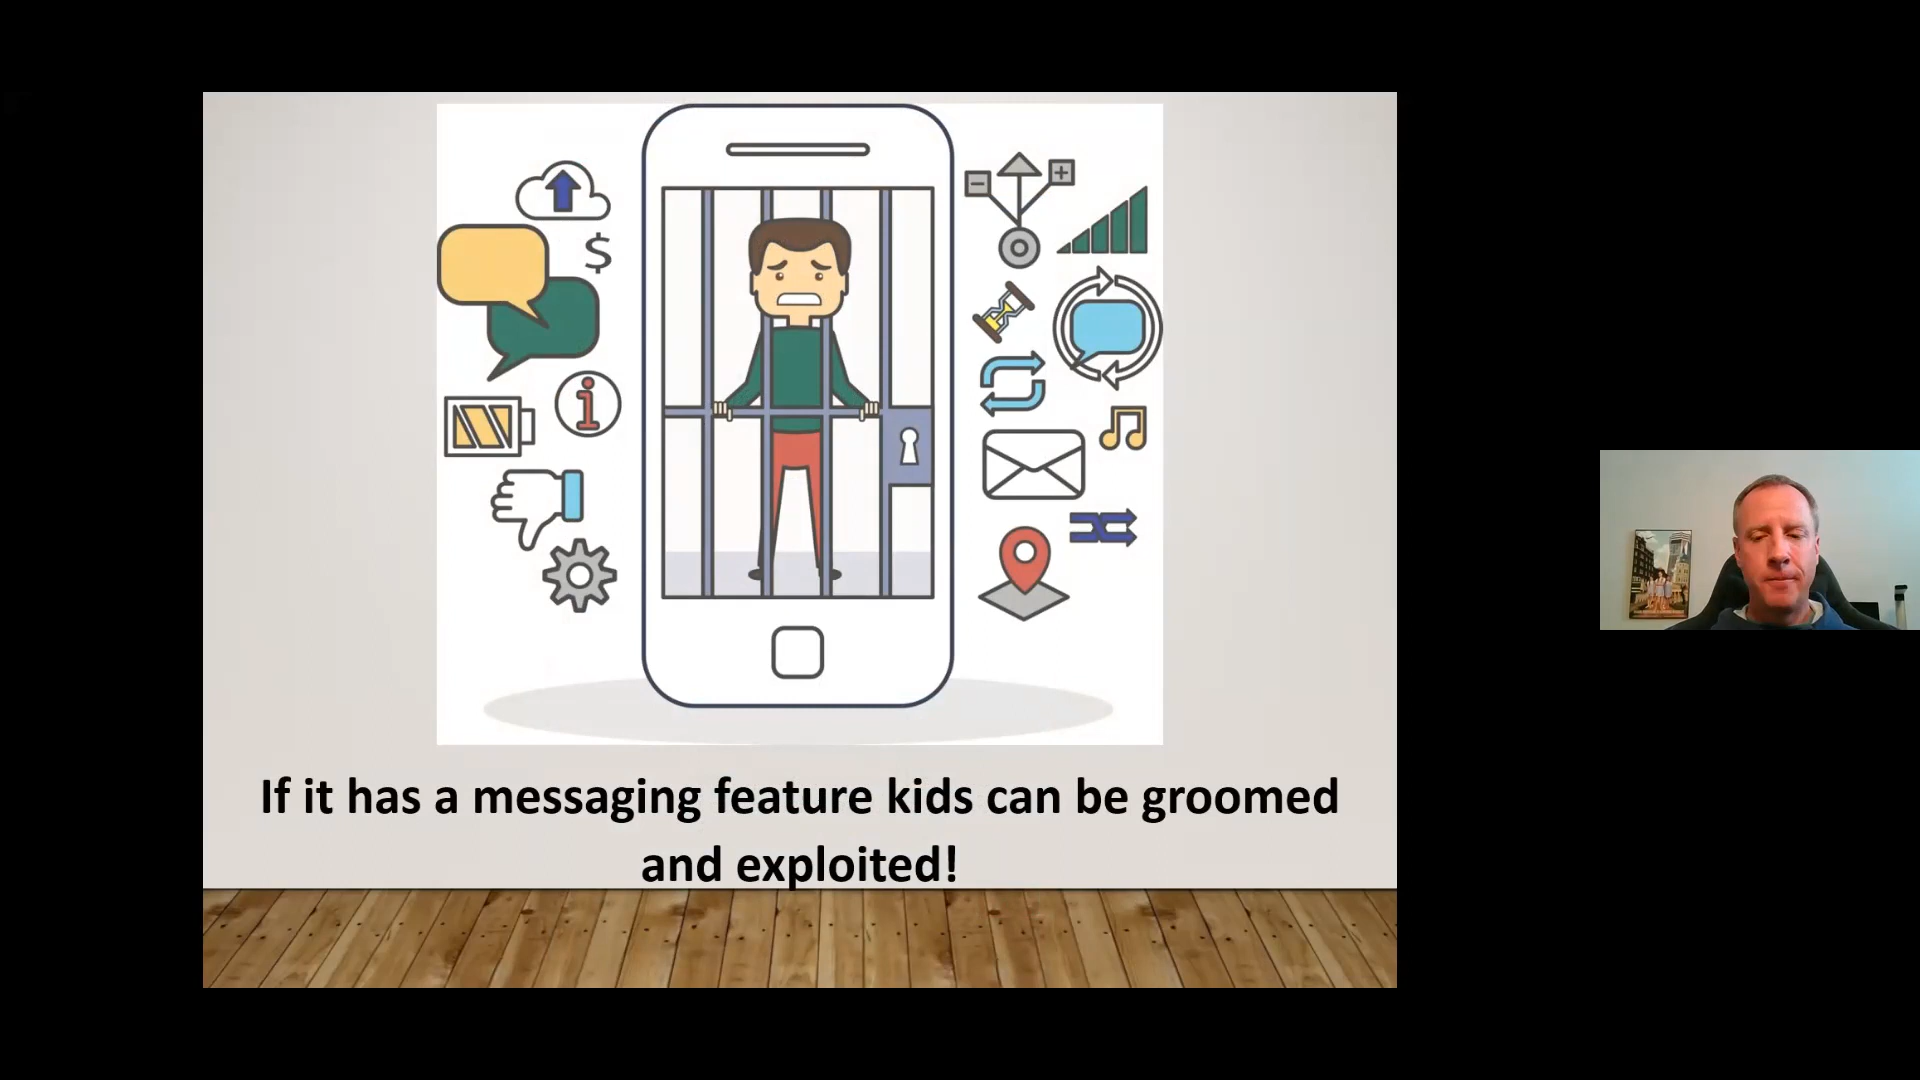 $
i
If it has a messaging feature kids can be groomed
and exploited!